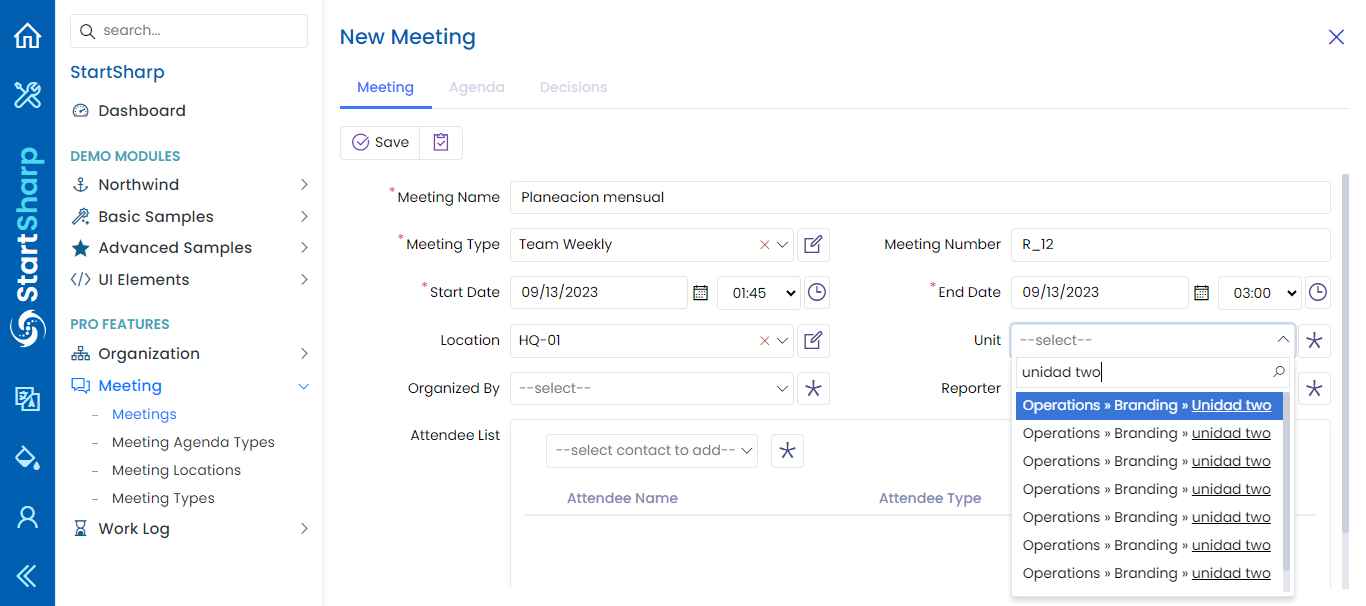 StartSharp
search...
StartSharp
Dashboard
DEMO MODULES
Northwind
Basic Samples
Advanced Samples
UI Elements
PRO FEATURES
Organization
Meeting
Meetings
Meeting Agenda Types
Meeting Locations
Meeting Types
Work Log
New Meeting
Meeting Agenda Decisions
Save
* Meeting Name Planeacion mensual
* Meeting Type Team Weekly Meeting Number R_12
* Start Date 09/13/2023 01:45 * End Date 09/13/2023 03:00
Location HQ-01 Unit --select--
unidad two
Organized By --select-- Reporter
Operations » Branding » Unidad two
Operations » Branding » unidad two
Operations » Branding » unidad two
Operations » Branding » unidad two
Operations » Branding » unidad two
Operations » Branding » unidad two
Operations » Branding » unidad two
Attendee List
--select contact to add--
Attendee Name Attendee Type